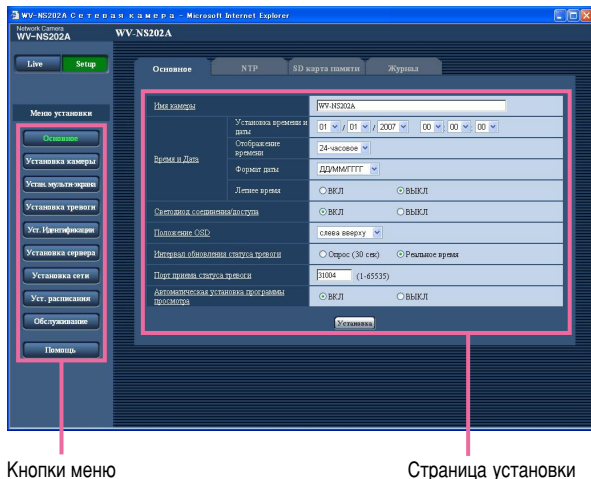 WV-NS202A Сетевая камера - Microsoft Internet Explorer
Network Camera
WV-NS202A
WV-NS202A
Live
Setup
Основное
NTP
SD карта памяти
Журнал
Меню установки
Основное
Установка камеры
Устан. мульти-экрана
Установка тревоги
Уст. Идентификации
Установка сервера
Установка сети
Уст. расписания
Обслуживание
Помощь
Имя камеры
WV-NS202A
Время и Дата
Установка времени и даты
01 / 01 / 2007 00 : 00 : 00
Отображение времени
24-часовое
Формат даты
ДД/ММ/ГГГГ
Летнее время
ВКЛ
ВЫКЛ
Светодиод соединения/доступа
ВКЛ
ВЫКЛ
Положение OSD
слева вверху
Интервал обновления статуса тревоги
Опрос (30 сек)
Реальное время
Порт приема статуса тревоги
31004 (1-65535)
Автоматическая установка программы просмотра
ВКЛ
ВЫКЛ
Установка
Кнопки меню
Страница установки